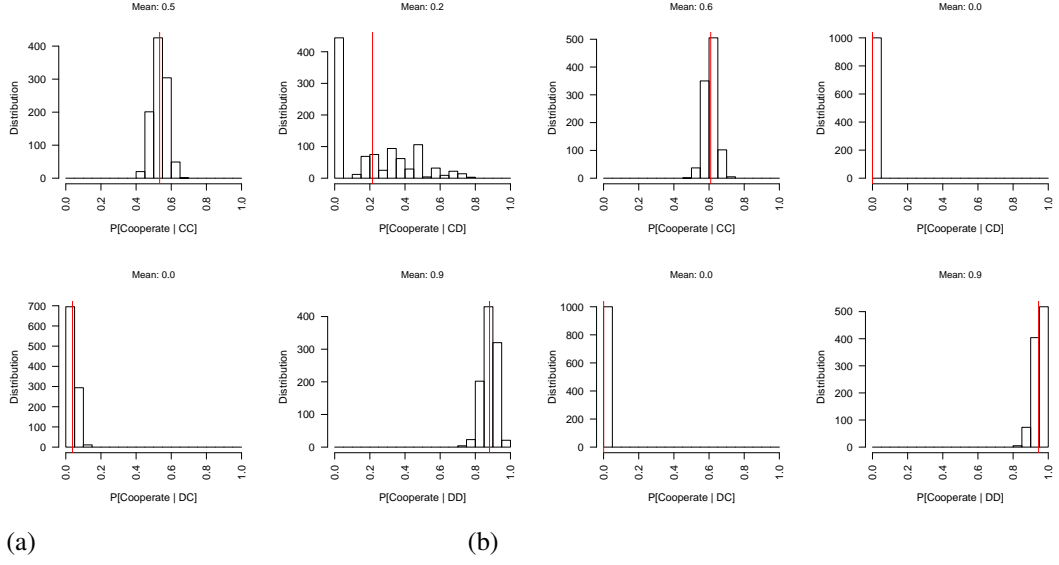 Mean: 0.5
Distribution
400
300
200
100
0
0.0 0.2 0.4 0.6 0.8 1.0
P[Cooperate | CC]
Mean: 0.2
Distribution
400
300
200
100
0
0.0 0.2 0.4 0.6 0.8 1.0
P[Cooperate | CD]
Mean: 0.6
Distribution
500
400
300
200
100
0
0.0 0.2 0.4 0.6 0.8 1.0
P[Cooperate | CC]
Mean: 0.0
Distribution
1000
800
600
400
200
0
0.0 0.2 0.4 0.6 0.8 1.0
P[Cooperate | CD]
Mean: 0.0
Distribution
700
600
500
400
300
200
100
0
0.0 0.2 0.4 0.6 0.8 1.0
P[Cooperate | DC]
Mean: 0.9
Distribution
400
300
200
100
0
0.0 0.2 0.4 0.6 0.8 1.0
P[Cooperate | DD]
Mean: 0.0
Distribution
1000
800
600
400
200
0
0.0 0.2 0.4 0.6 0.8 1.0
P[Cooperate | DC]
Mean: 0.9
Distribution
500
400
300
200
100
0
0.0 0.2 0.4 0.6 0.8 1.0
P[Cooperate | DD]
(a)
(b)